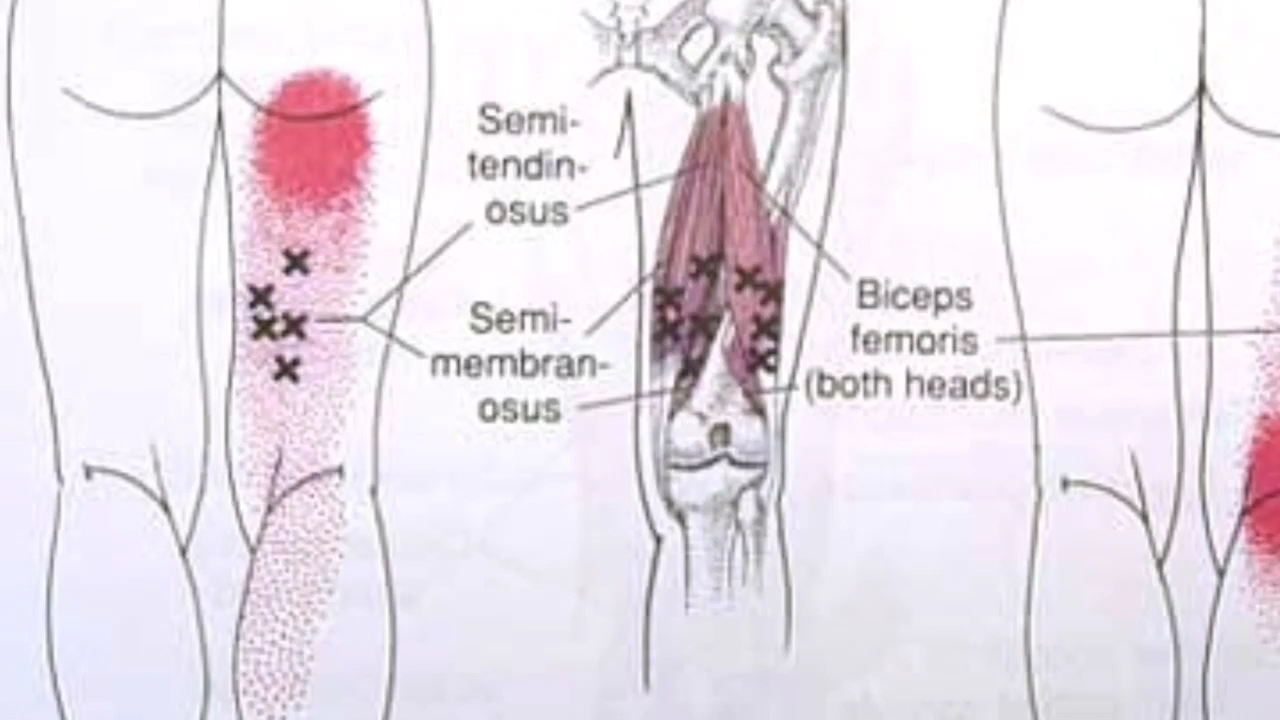 Semi-
tendin-
osus
Semi-
membran-
osus
Biceps
femoris
(both heads)